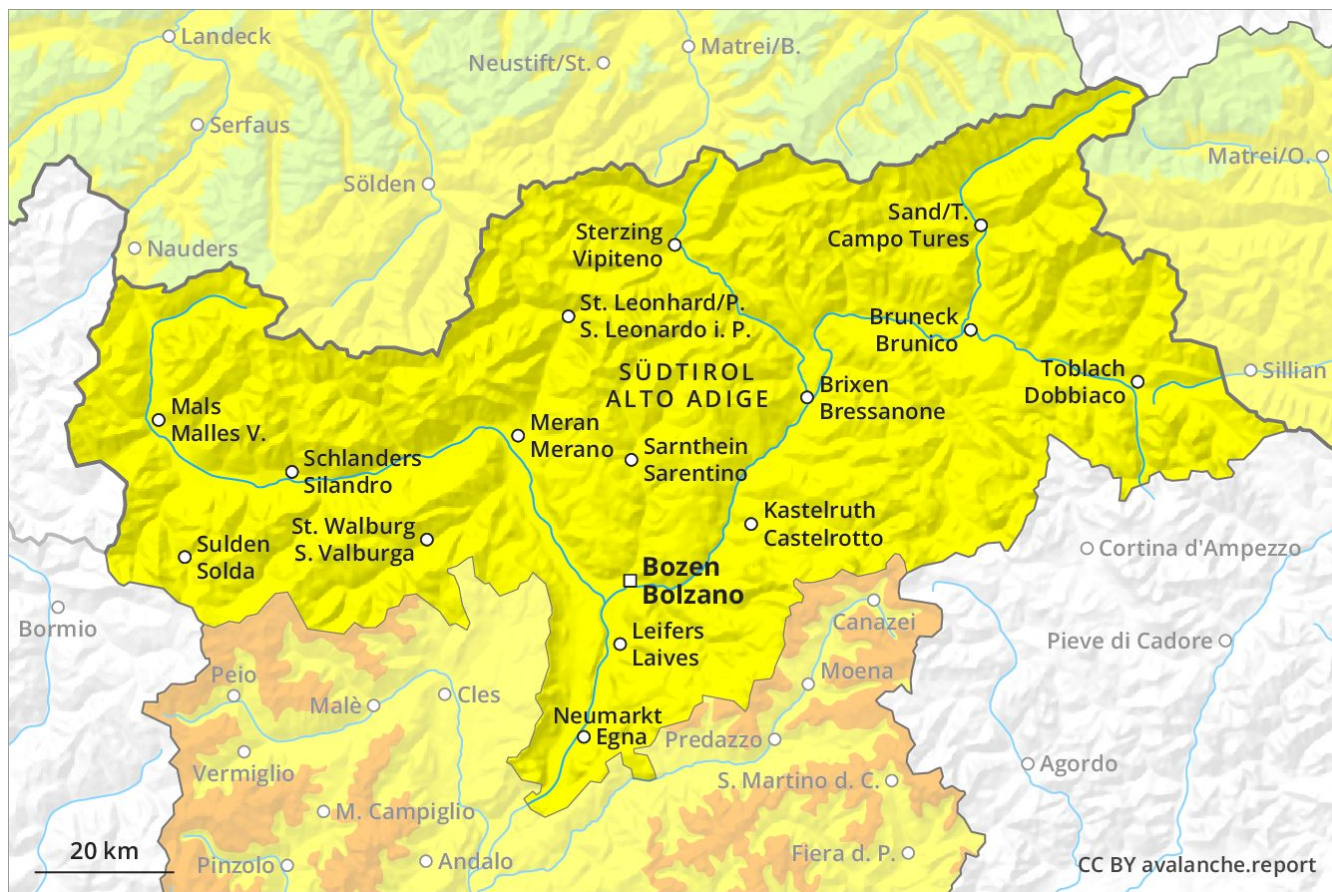 Landeck
Neustift/St.
Matrei/B.
Serfaus
Matrei/O.
Sölden
Nauders
Sand/T.
Campo Tures
Sterzing
Vipiteno
St. Leonhard/P.
S. Leonardo i. P.
Bruneck
Brunico
SÜDTIROL
ALTO ADIGE
Toblach
Dobbiaco
Sillian
Brixen
Bressanone
Mals
Malles V.
Meran
Merano
Schlanders
Silandro
Sarnthein
Sarentino
Kastelruth
Castelrotto
St. Walburg
S. Valburga
Sulden
Solda
Cortina d'Ampezzo
Bozen
Bolzano
Bormio
Canazei
Leifers
Laives
Pieve di Cadore
Peio
Moena
Malè
Cles
Neumarkt
Egna
Predazzo
Vermiglio
Agordo
S. Martino d. C.
M. Campiglio
20 km
Pinzolo
Andalo
Fiera d. P.
CC BY avalanche.report